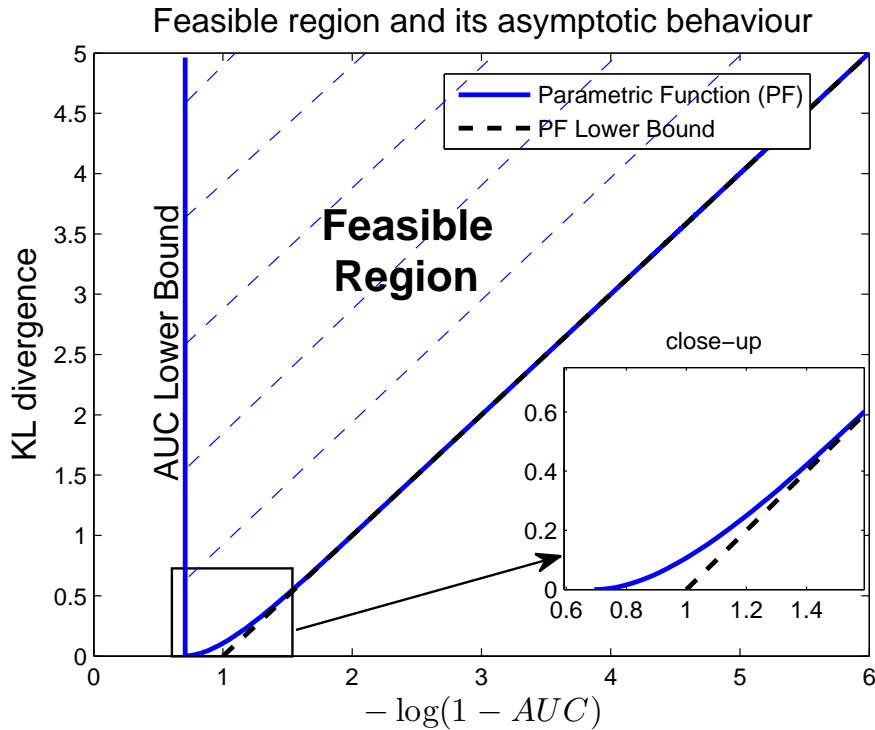 Feasible region and its asymptotic behaviour
5
4.5
4
3.5
3
2.5
2
1.5
1
0.5
0
KL divergence
AUC Lower Bound
Parametric Function (PF)
PF Lower Bound
Feasible
Region
close−up
0.6
0.4
0.2
0
0.6 0.8 1 1.2 1.4
0 1 2 3 4 5 6
− log(1 − AUC)